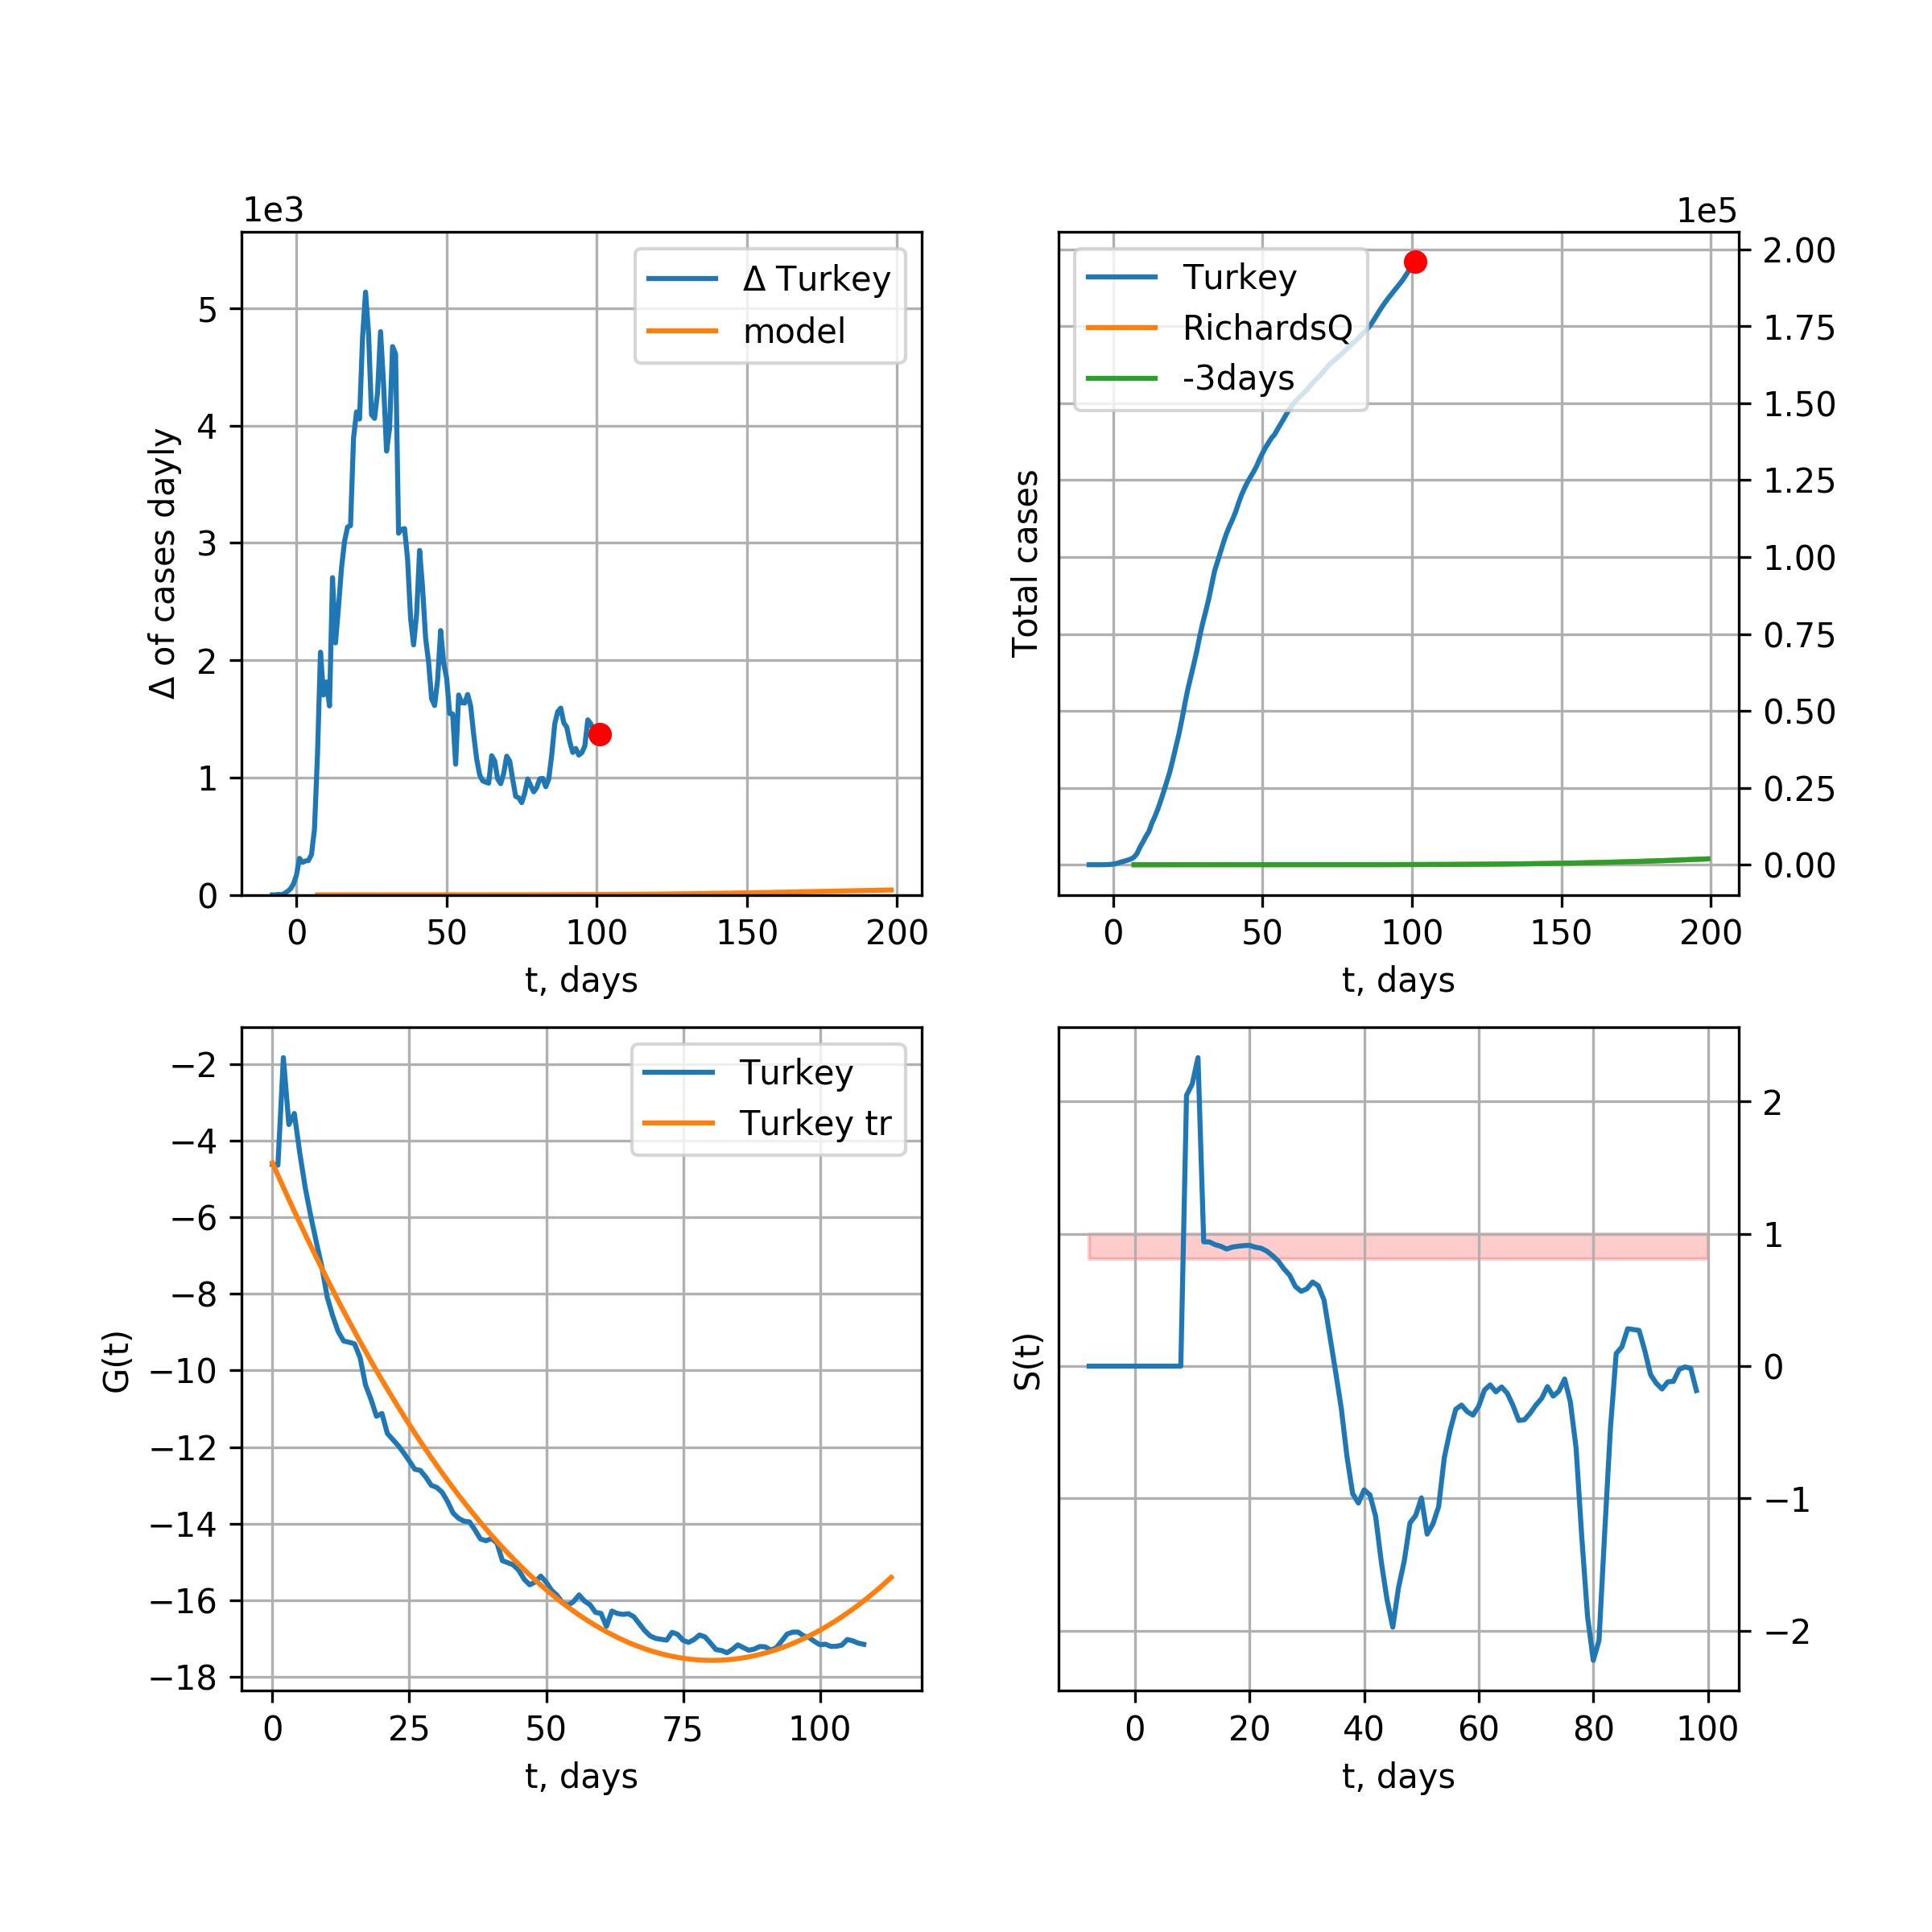 1e3
Δ of cases dayly
5
4
3
2
1
0
Δ Turkey
model
0 50 100 150 200
t, days
1e5
Total cases
Turkey
RichardsQ
-3days
2.00
1.75
1.50
1.25
1.00
0.75
0.50
0.25
0.00
0 50 100 150 200
t, days
G(t)
−2
−4
−6
−8
−10
−12
−14
−16
−18
Turkey
Turkey tr
0 25 50 75 100
t, days
S(t)
2
1
0
−1
−2
0 20 40 60 80 100
t, days